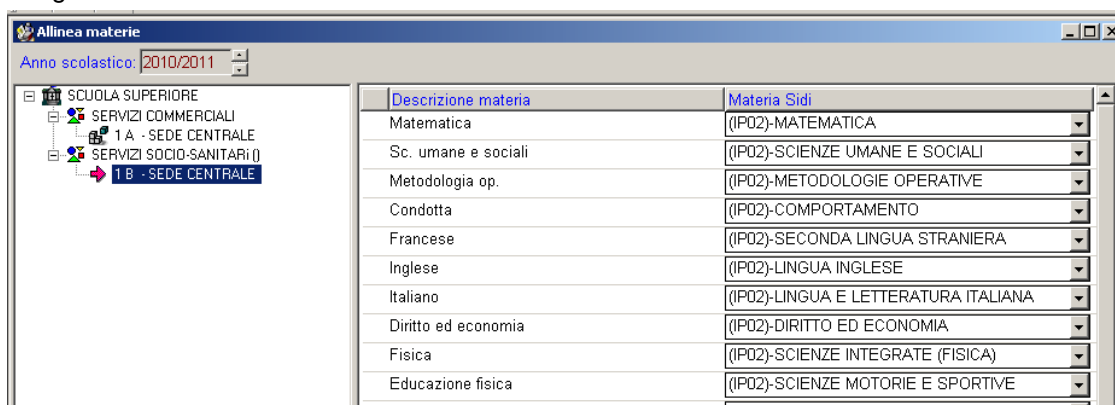 Allinea materie
Anno scolastico: 2010/2011
SCUOLA SUPERIORE
SERVIZI COMMERCIALI
1 A - SEDE CENTRALE
SERVIZI SOCIO-SANITARi ()
1 B - SEDE CENTRALE
Descrizione materia Materia Sidi
Matematica (IP02)-MATEMATICA
Sc. umane e sociali (IP02)-SCIENZE UMANE E SOCIALI
Metodologia op. (IP02)-METODOLOGIE OPERATIVE
Condotta (IP02)-COMPORTAMENTO
Francese (IP02)-SECONDA LINGUA STRANIERA
Inglese (IP02)-LINGUA INGLESE
Italiano (IP02)-LINGUA E LETTERATURA ITALIANA
Diritto ed economia (IP02)-DIRITTO ED ECONOMIA
Fisica (IP02)-SCIENZE INTEGRATE (FISICA)
Educazione fisica (IP02)-SCIENZE MOTORIE E SPORTIVE